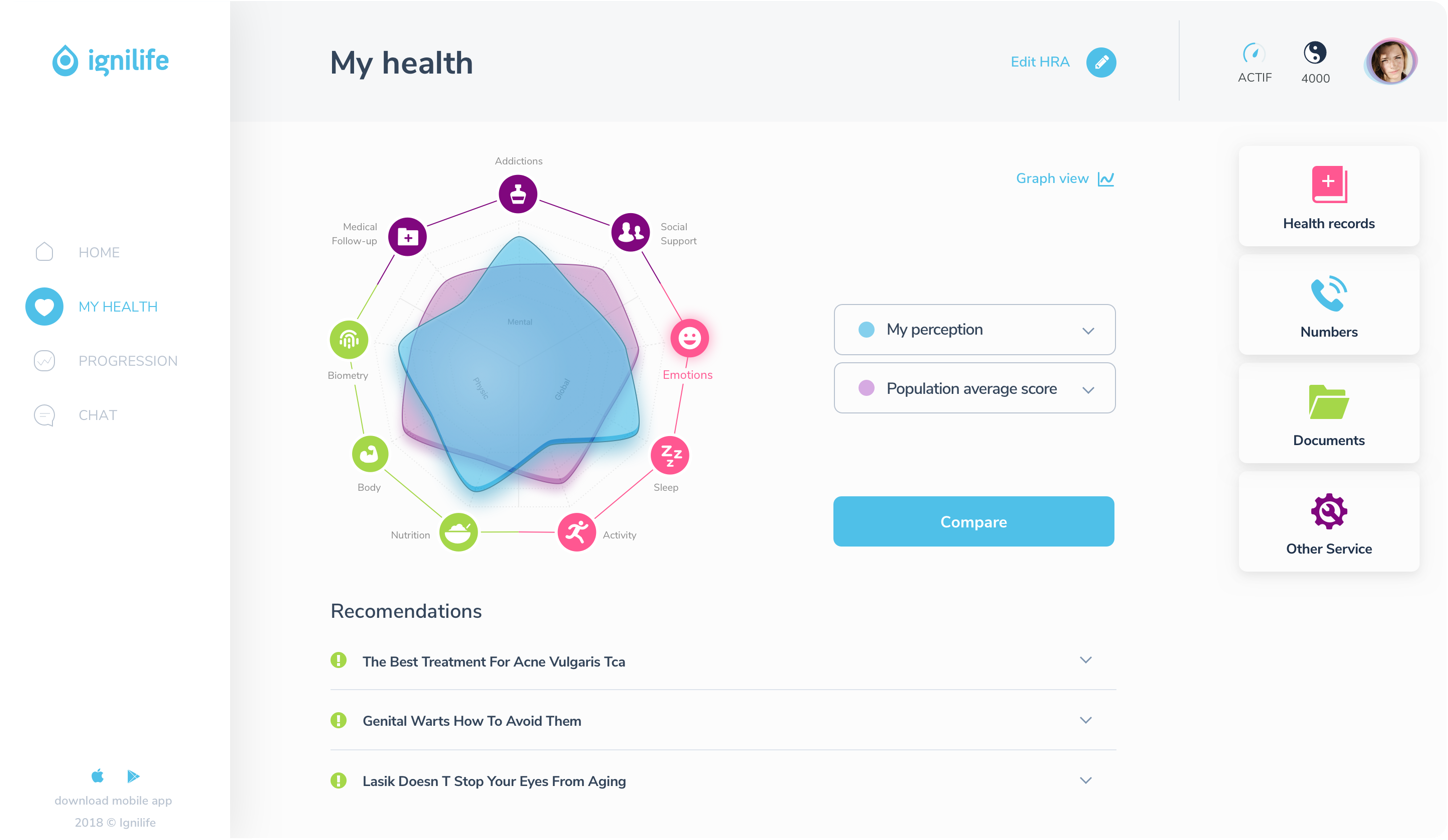 ignilife
HOME
MY HEALTH
PROGRESSION
CHAT
download mobile app
2018 © Ignilife
My health
Edit HRA
ACTIF
4000
Addictions
Medical
Follow-up
Social
Support
Mental
Physic
Global
Biometry
Emotions
Body
Zz
z
Sleep
Nutrition
Activity
Graph view
My perception
Population average score
Compare
Health records
Numbers
Documents
Other Service
Recomendations
The Best Treatment For Acne Vulgaris Tca
Genital Warts How To Avoid Them
Lasik Doesn T Stop Your Eyes From Aging